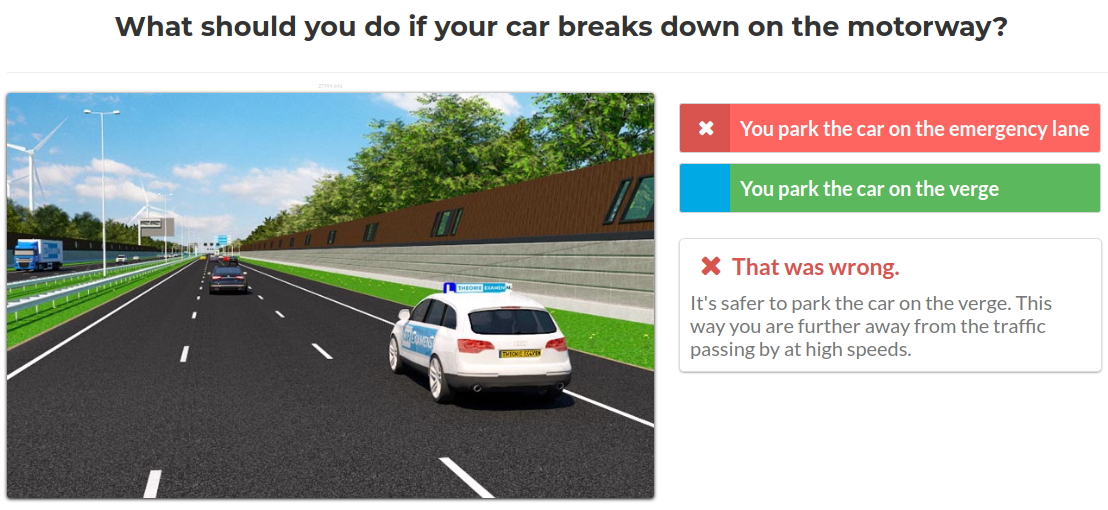 What should you do if your car breaks down on the motorway?
You park the car on the emergency lane
You park the car on the verge
That was wrong.
It's safer to park the car on the verge. This
way you are further away from the traffic
passing by at high speeds.
L THEORIE EXAMEN.NL
THEORIE EXAMEN